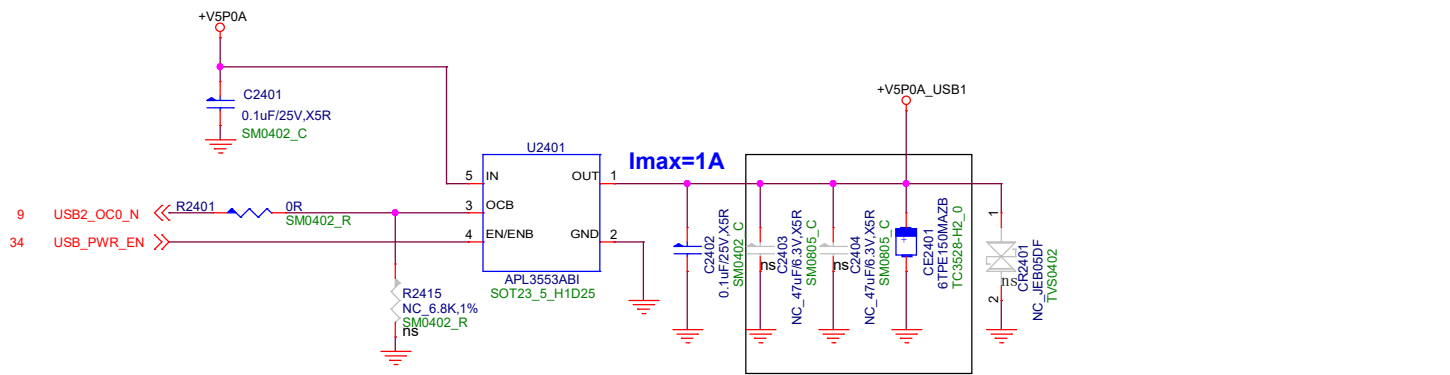 +V5P0A
C2401
0.1uF/25V,X5R
SM0402_C
+V5P0A_USB1
U2401
Imax=1A
5
IN
OUT
1
9
USB2_OC0_N
R2401
0R
SM0402_R
3
OCB
34
USB_PWR_EN
4
EN/ENB
GND
2
APL3553ABI
SOT23_5_H1D25
R2415
NC_6.8K,1%
SM0402_R
ns
C2402
0.1uF/25V,X5R
SM0402_C
ns
C2403
NC_47uF/6.3V,X5R
SM0805_C
ns
C2404
NC_47uF/6.3V,X5R
SM0805_C
+
CE2401
6TPE150MAZB
TC3528-H2_0
1
2
ns
CR2401
NC_JEB05DF
TVS0402